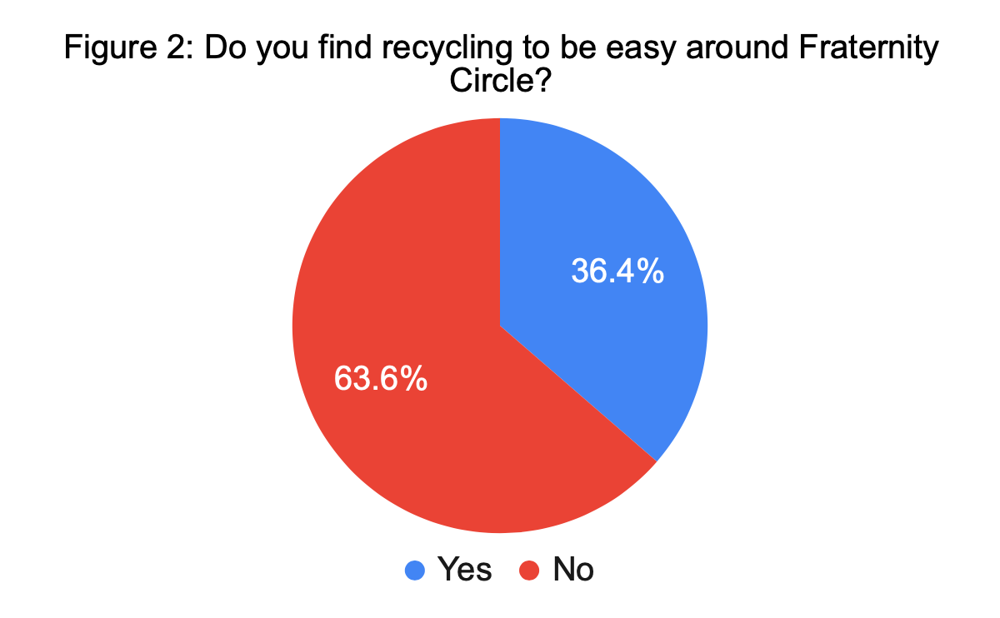 Figure 2: Do you find recycling to be easy around Fraternity
Circle?
36.4%
63.6%
Yes
No